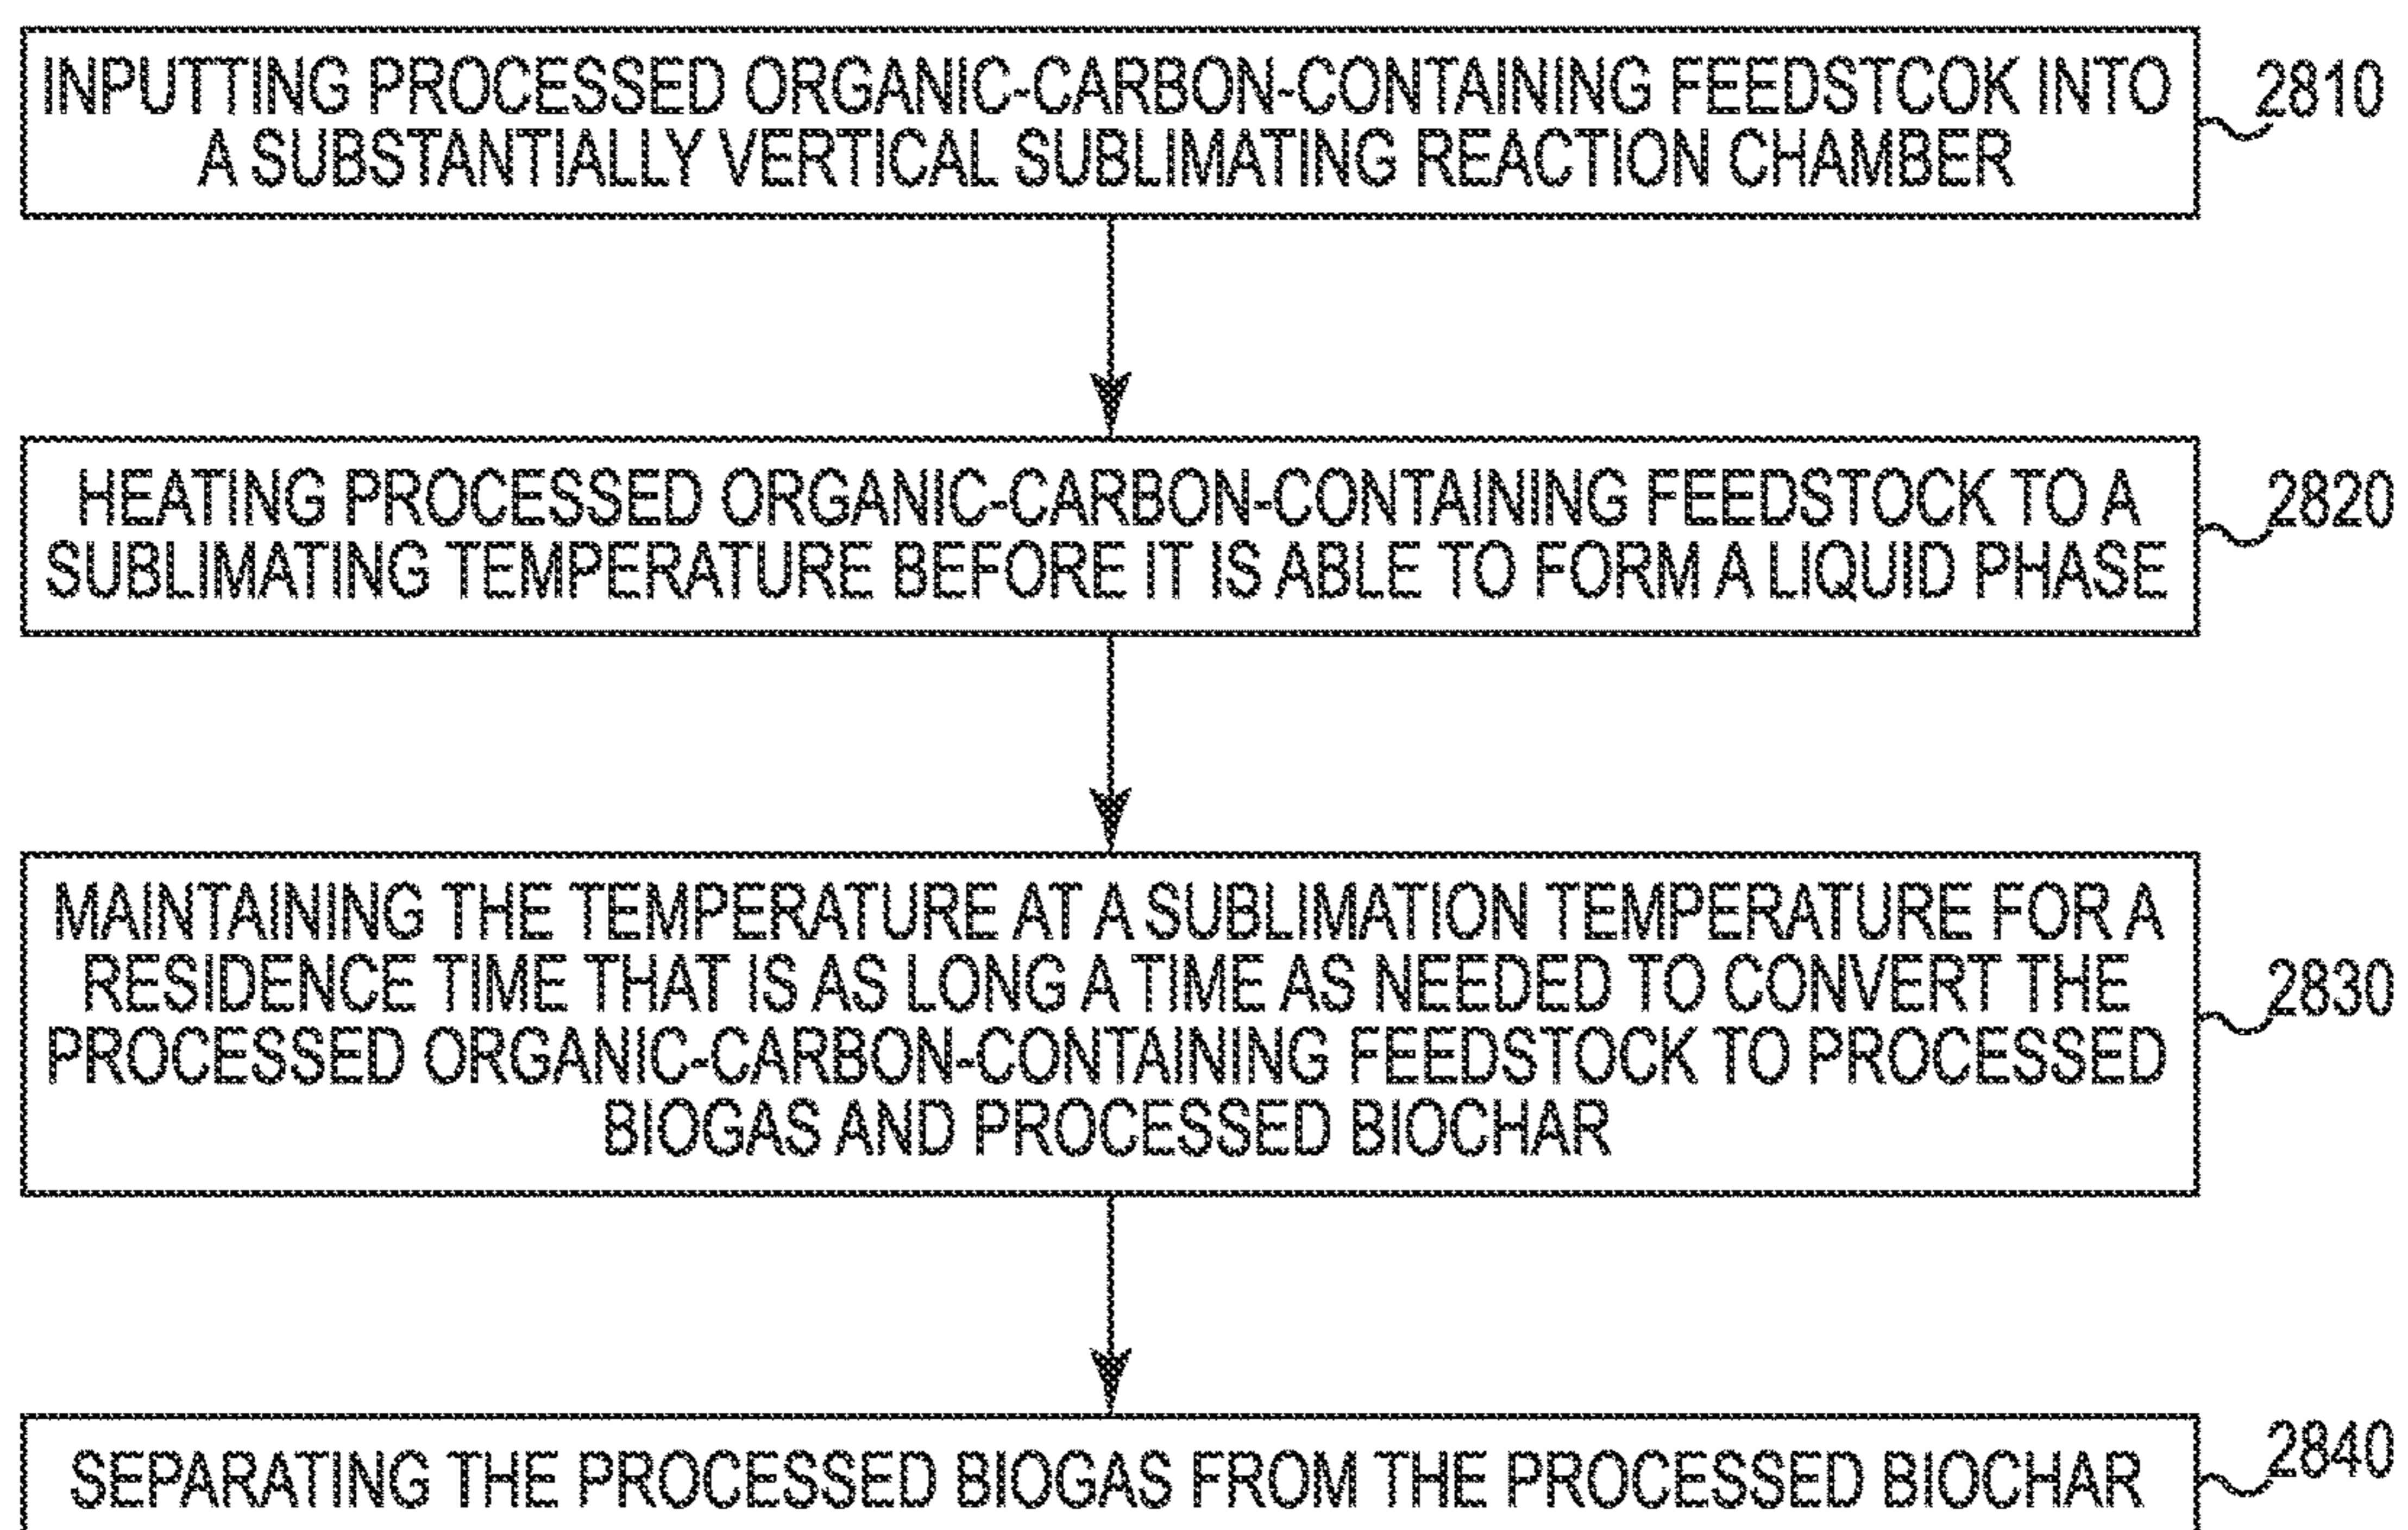 INPUTTING PROCESSED ORGANIC-CARBON-CONTAINING FEEDSTCOK INTO
A SUBSTANTIALLY VERTICAL SUBLIMATING REACTION CHAMBER
2810
HEATING PROCESSED ORGANIC-CARBON-CONTAINING FEEDSTOCK TO A
SUBLIMATING TEMPERATURE BEFORE IT IS ABLE TO FORM A LIQUID PHASE
2820
MAINTAINING THE TEMPERATURE AT A SUBLIMATION TEMPERATURE FOR A
RESIDENCE TIME THAT IS AS LONG A TIME AS NEEDED TO CONVERT THE
PROCESSED ORGANIC-CARBON-CONTAINING FEEDSTOCK TO PROCESSED
BIOGAS AND PROCESSED BIOCHAR
2830
SEPARATING THE PROCESSED BIOGAS FROM THE PROCESSED BIOCHAR
2840